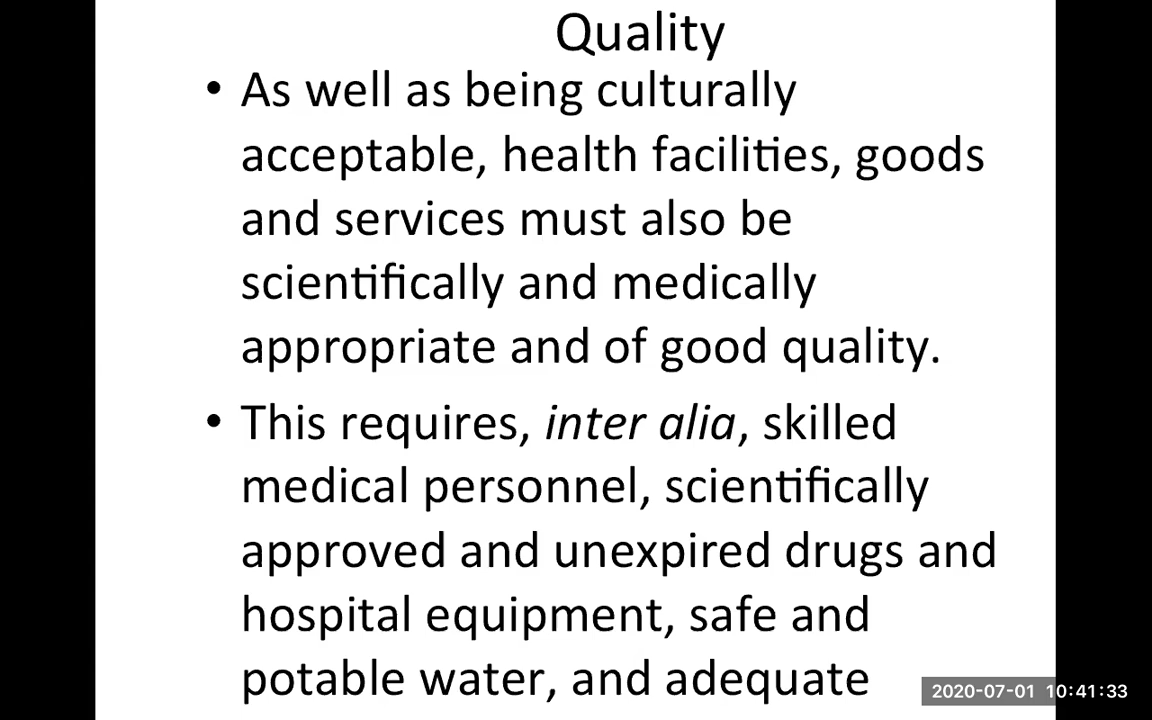 Quality
• As well as being culturally
acceptable, health facilities, goods
and services must also be
scientifically and medically
appropriate and of good quality.
• This requires, inter alia, skilled
medical personnel, scientifically
approved and unexpired drugs and
hospital equipment, safe and
potable water, and adequate
2020-07-01 10:41:33